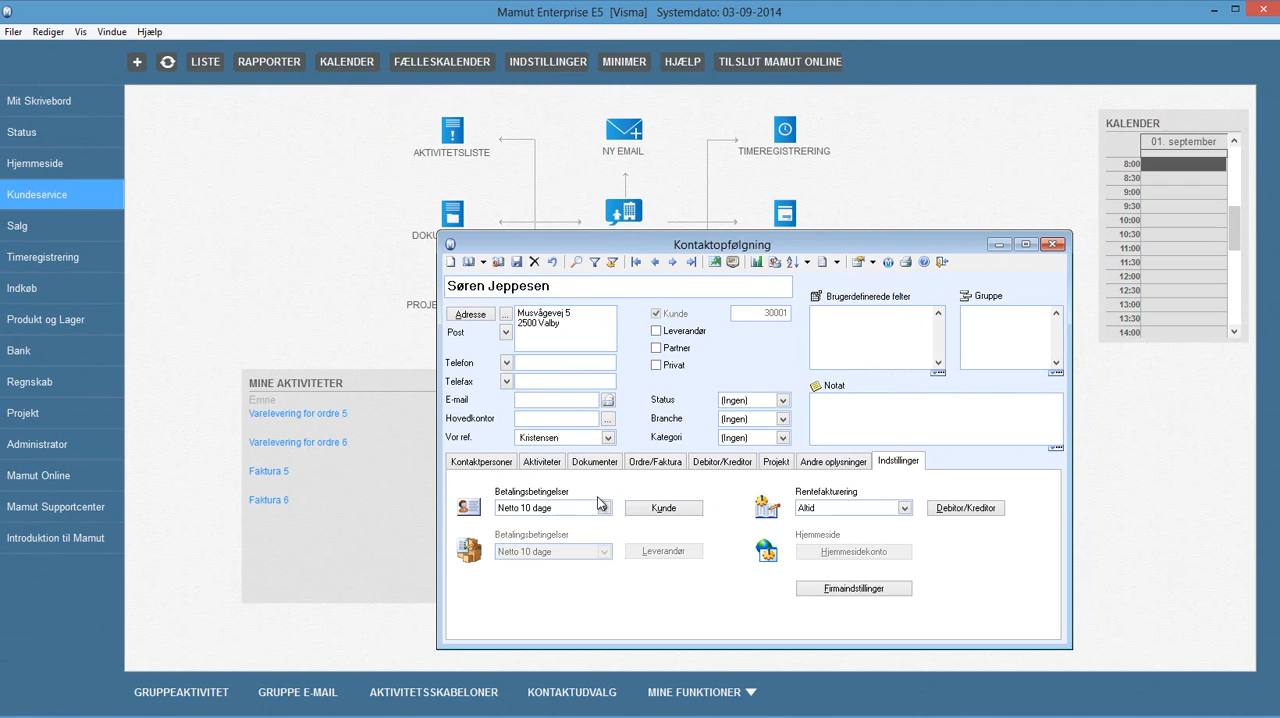 Mamut Enterprise E5 [Visma] Systemdato: 03-09-2014
Filer Rediger Vis Vindue Hjælp
LISTE RAPPORTER KALENDER FÆLLESKALENDER INDSTILLINGER MINIMER HJÆLP TILSLUT MAMUT ONLINE
Mit Skrivebord
Status
Hjemmeside
Kundeservice
Salg
Timeregistrering
Indkøb
Produkt og Lager
Bank
Regnskab
Projekt
Administrator
Mamut Online
Mamut Supportcenter
Introduktion til Mamut
AKTIVITETSLISTE
NY EMAIL
TIMEREGISTRERING
DOKU
PROJE
MINE AKTIVITETER
Emne
Varelevering for ordre 5
Varelevering for ordre 6
Faktura 5
Faktura 6
KALENDER
01. september
8:00
8:30
9:00
9:30
10:00
10:30
11:00
11:30
12:00
12:30
13:00
13:30
14:00
Kontaktopfølgning
Søren Jeppesen
Adresse ... Musvågevej 5
2500 Valby
Post
Telefon
Telefax
E-mail
Hovedkontor ...
Vor ref. Kristensen
Kunde 30001
Leverandør
Partner
Privat
Status (Ingen)
Branche (Ingen)
Kategori (Ingen)
Brugerdefinerede felter
Gruppe
Notat
Kontaktpersoner Aktiviteter Dokumenter Ordre/Faktura Debitor/Kreditor Projekt Andre oplysninger Indstillinger
Betalingsbetingelser
Netto 10 dage Kunde
Betalingsbetingelser
Netto 10 dage Leverandør
Rentefakturering
Altid Debitor/Kreditor
Hjemmeside
Hjemmesidekonto
Firmaindstillinger
GRUPPEAKTIVITET GRUPPE E-MAIL AKTIVITETSSKABELONER KONTAKTUDVALG MINE FUNKTIONER